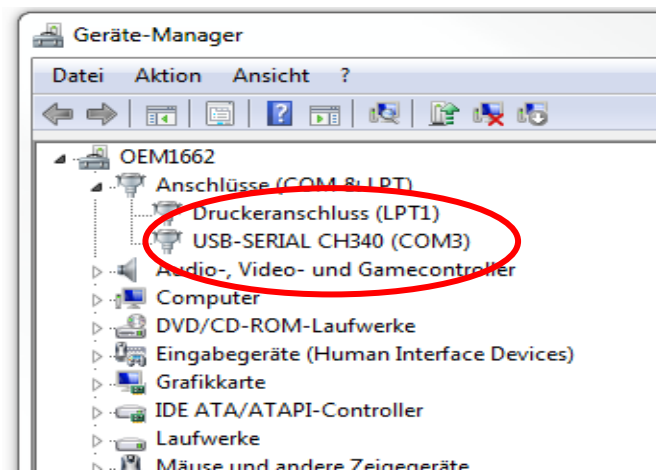 Geräte-Manager
Datei Aktion Ansicht ?
OEM1662
Anschlüsse (COM & LPT)
Druckeranschluss (LPT1)
USB-SERIAL CH340 (COM3)
Audio-, Video- und Gamecontroller
Computer
DVD/CD-ROM-Laufwerke
Eingabegeräte (Human Interface Devices)
Grafikkarte
IDE ATA/ATAPI-Controller
Laufwerke
Mäuse und andere Zeigegeräte